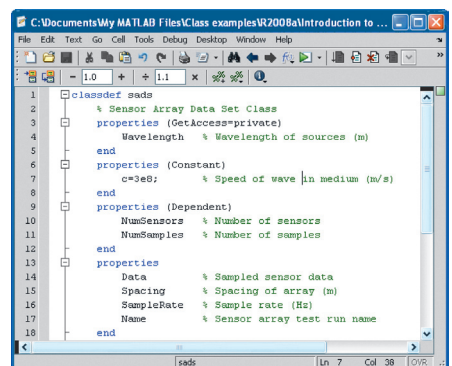 C:\Documents\My MATLAB Files\Class examples\R2008a\Introduction to ...
File Edit Text Go Cell Tools Debug Desktop Window Help
- 1.0 + ÷ 1.1 ×
1 classdef sads
2 % Sensor Array Data Set Class
3 properties (GetAccess=private)
4 Wavelength % Wavelength of sources (m)
5 end
6 properties (Constant)
7 c=3e8; % Speed of wave in medium (m/s)
8 end
9 properties (Dependent)
10 NumSensors % Number of sensors
11 NumSamples % Number of samples
12 end
13 properties
14 Data % Sampled sensor data
15 Spacing % Spacing of array (m)
16 SampleRate % Sample rate (Hz)
17 Name % Sensor array test run name
18 end
sads Ln 7 Col 38 OVR